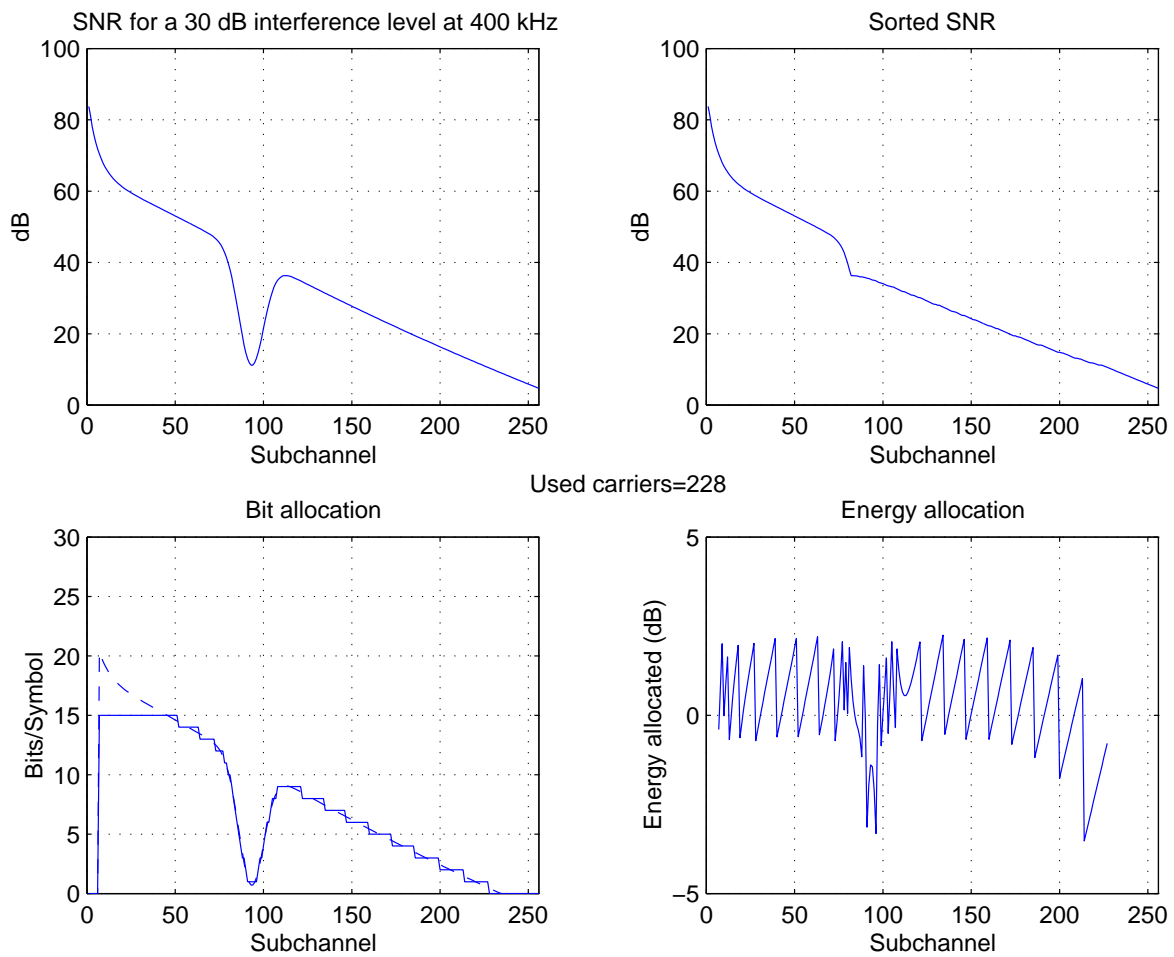 SNR for a 30 dB interference level at 400 kHz
100
80
60
40
20
0
dB
0 50 100 150 200 250
Subchannel
Sorted SNR
100
80
60
40
20
0
dB
0 50 100 150 200 250
Subchannel
Used carriers=228
Bit allocation
30
25
20
15
10
5
0
Bits/Symbol
0 50 100 150 200 250
Subchannel
Energy allocation
5
0
−5
Energy allocated (dB)
0 50 100 150 200 250
Subchannel